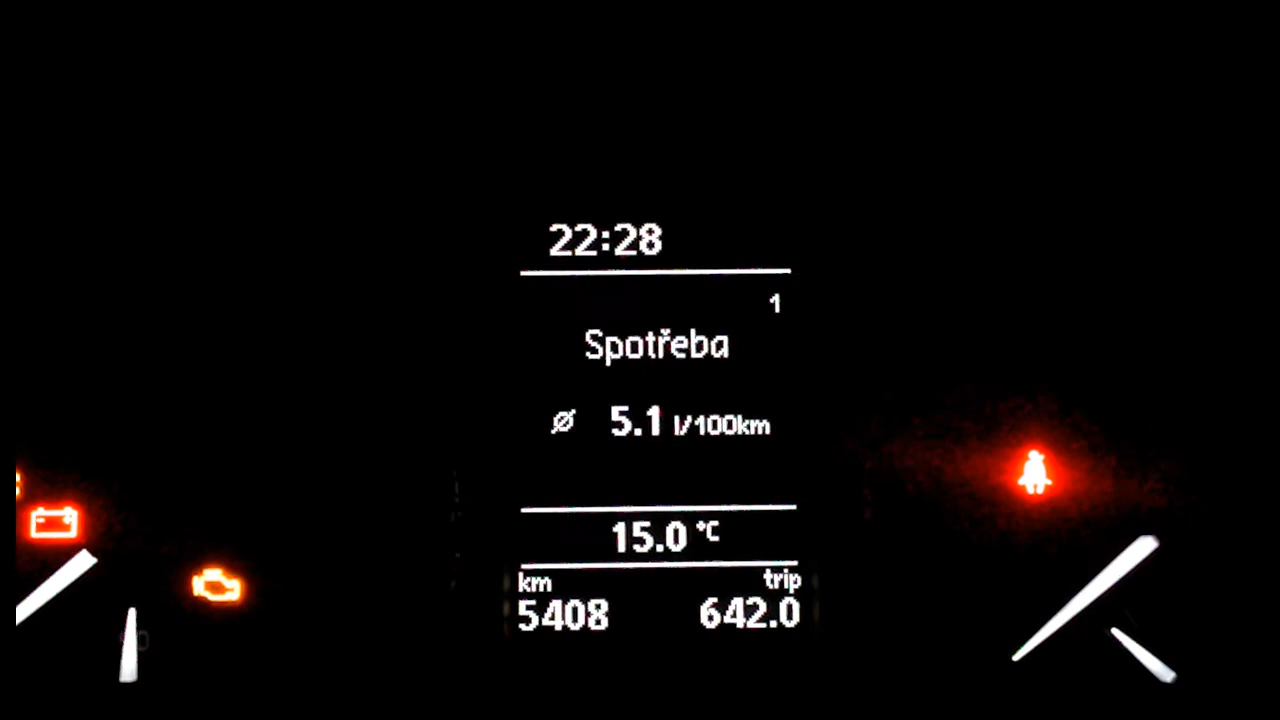 22:28
1
Spotřeba
ø 5.1 l/100km
15.0 °C
km trip
5408 642.0